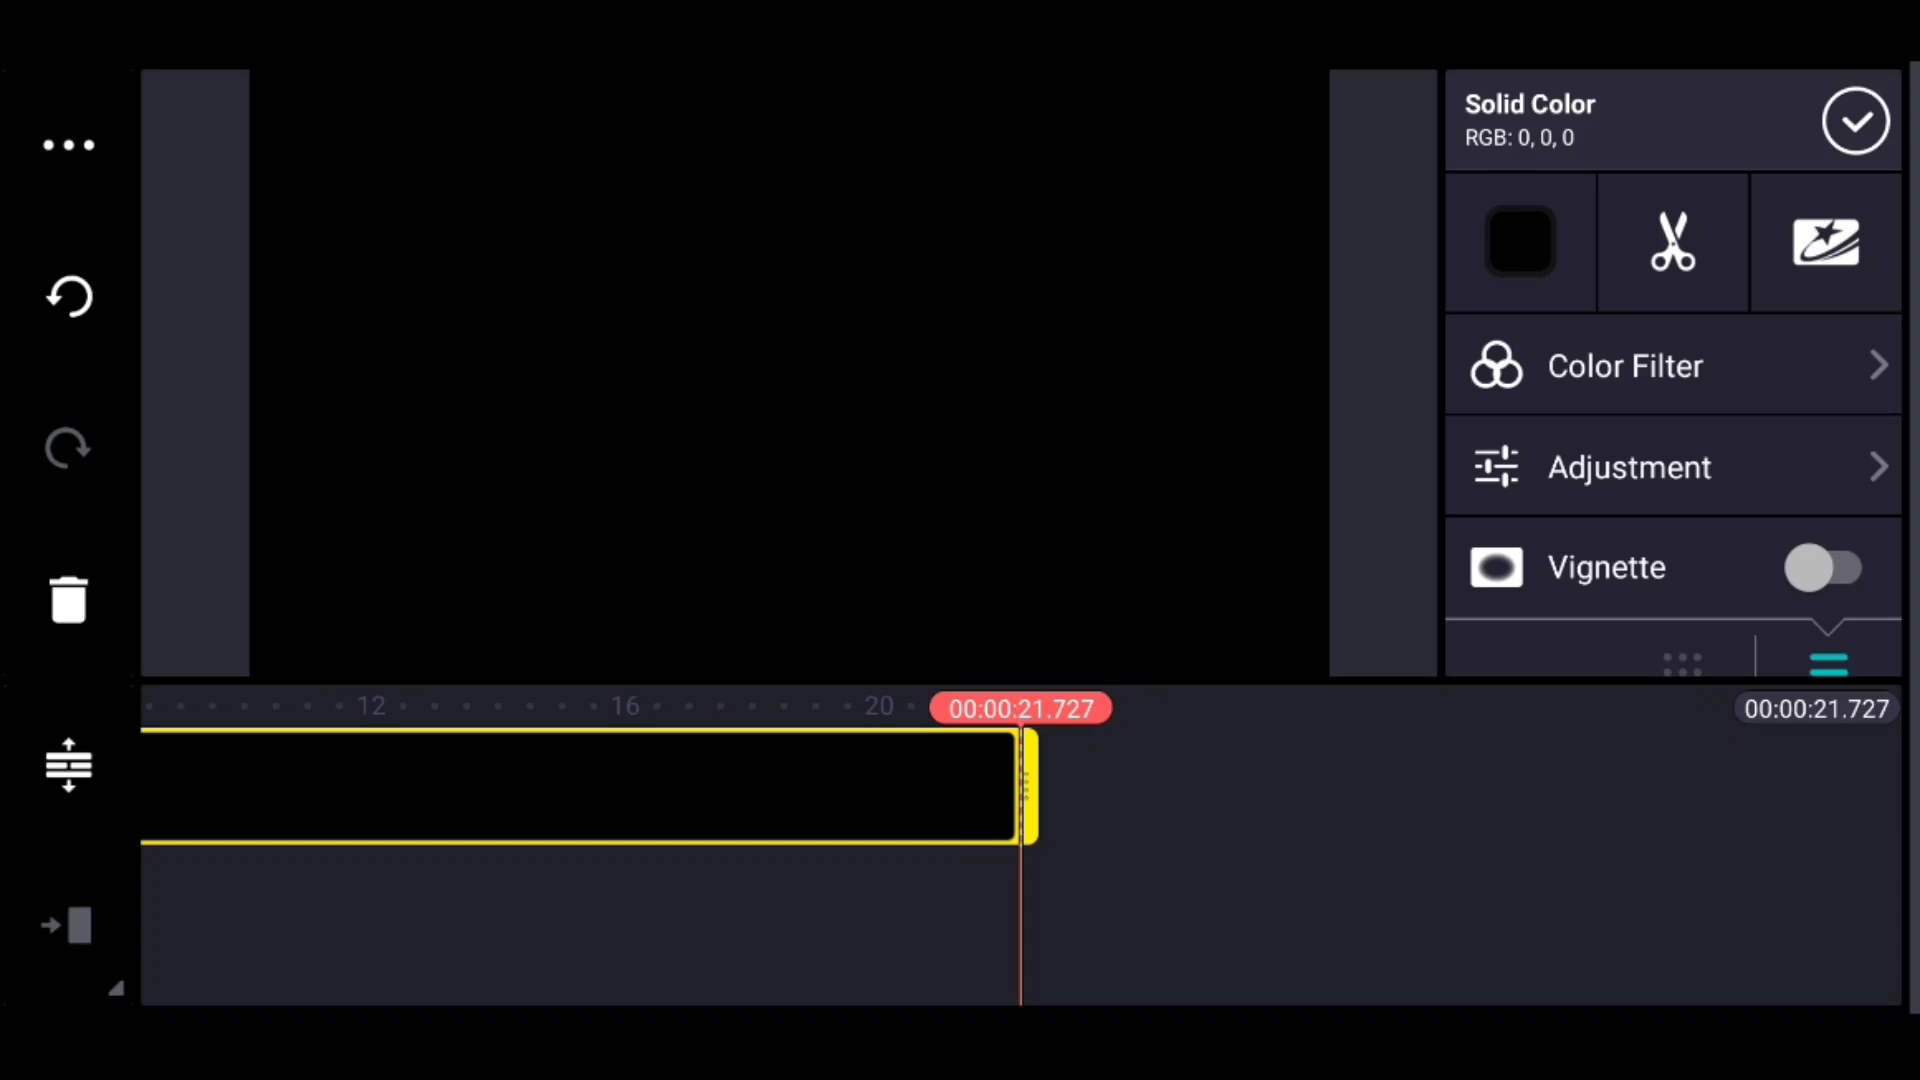 Solid Color
RGB: 0, 0, 0
Color Filter
Adjustment
Vignette
12 16 20 00:00:21.727 00:00:21.727